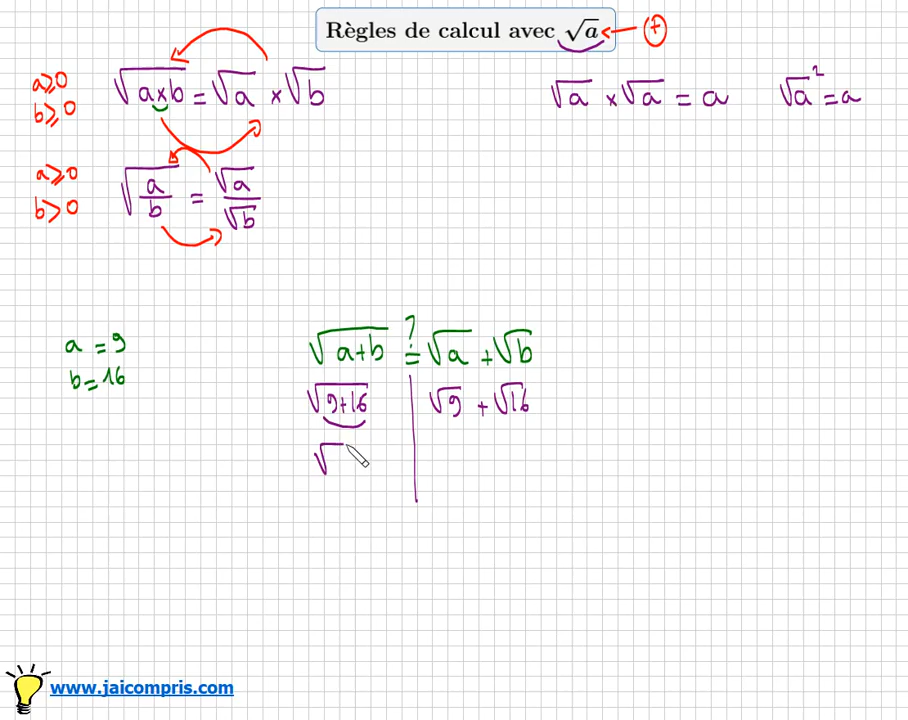 Règles de calcul avec √a ← (+)
a⩾0
b⩾0
√(a×b) = √a × √b
√a × √a = a
√a² = a
a⩾0
b>0
√(a/b) = √a/√b
a = 9
b = 16
√(a+b) ?= √a + √b
√(9+16) | √9 + √16
√
www.jaicompris.com